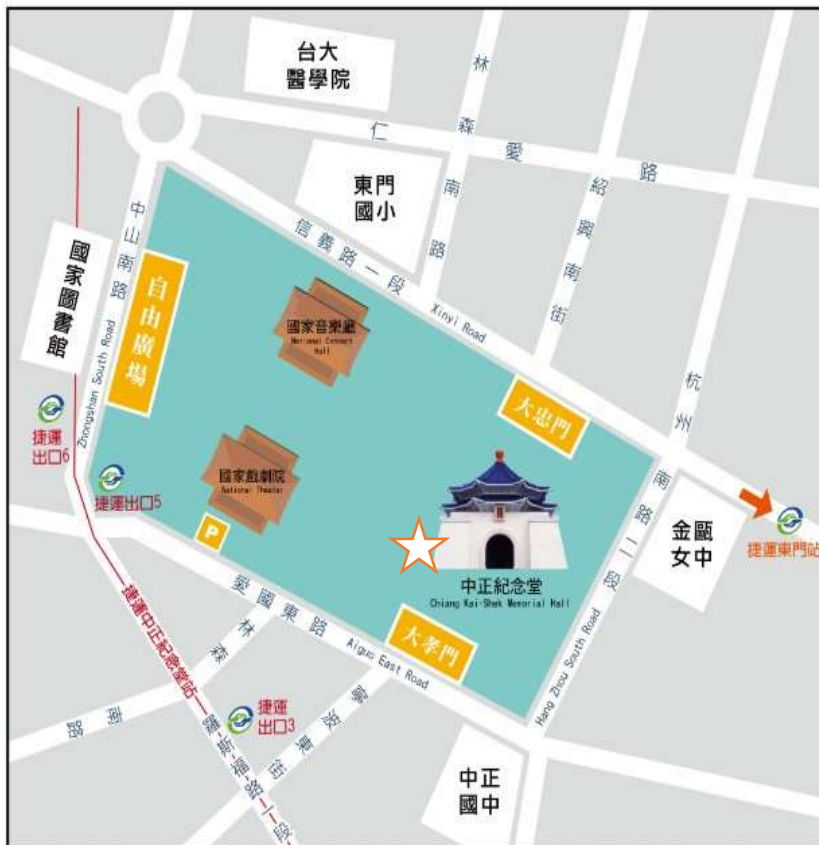 台大
醫學院
林森南路
仁愛路
東門
國小
紹興南街
中山南路
Zhongshan South Road
國家圖書館
自由廣場
信義路一段
Xinyi Road
國家音樂廳
National Concert
Hall
大忠門
杭州南路二段
Hang Zhou South Road
捷運
出口6
捷運出口5
國家戲劇院
National Theater
P
金甌
女中
捷運東門站
中正紀念堂
Chiang Kai-Shek Memorial Hall
愛國東路
Aiguo East Road
大孝門
捷運中正紀念堂站
林森南路
捷運
出口3
寧波東街
羅斯福路一段
中正
國中